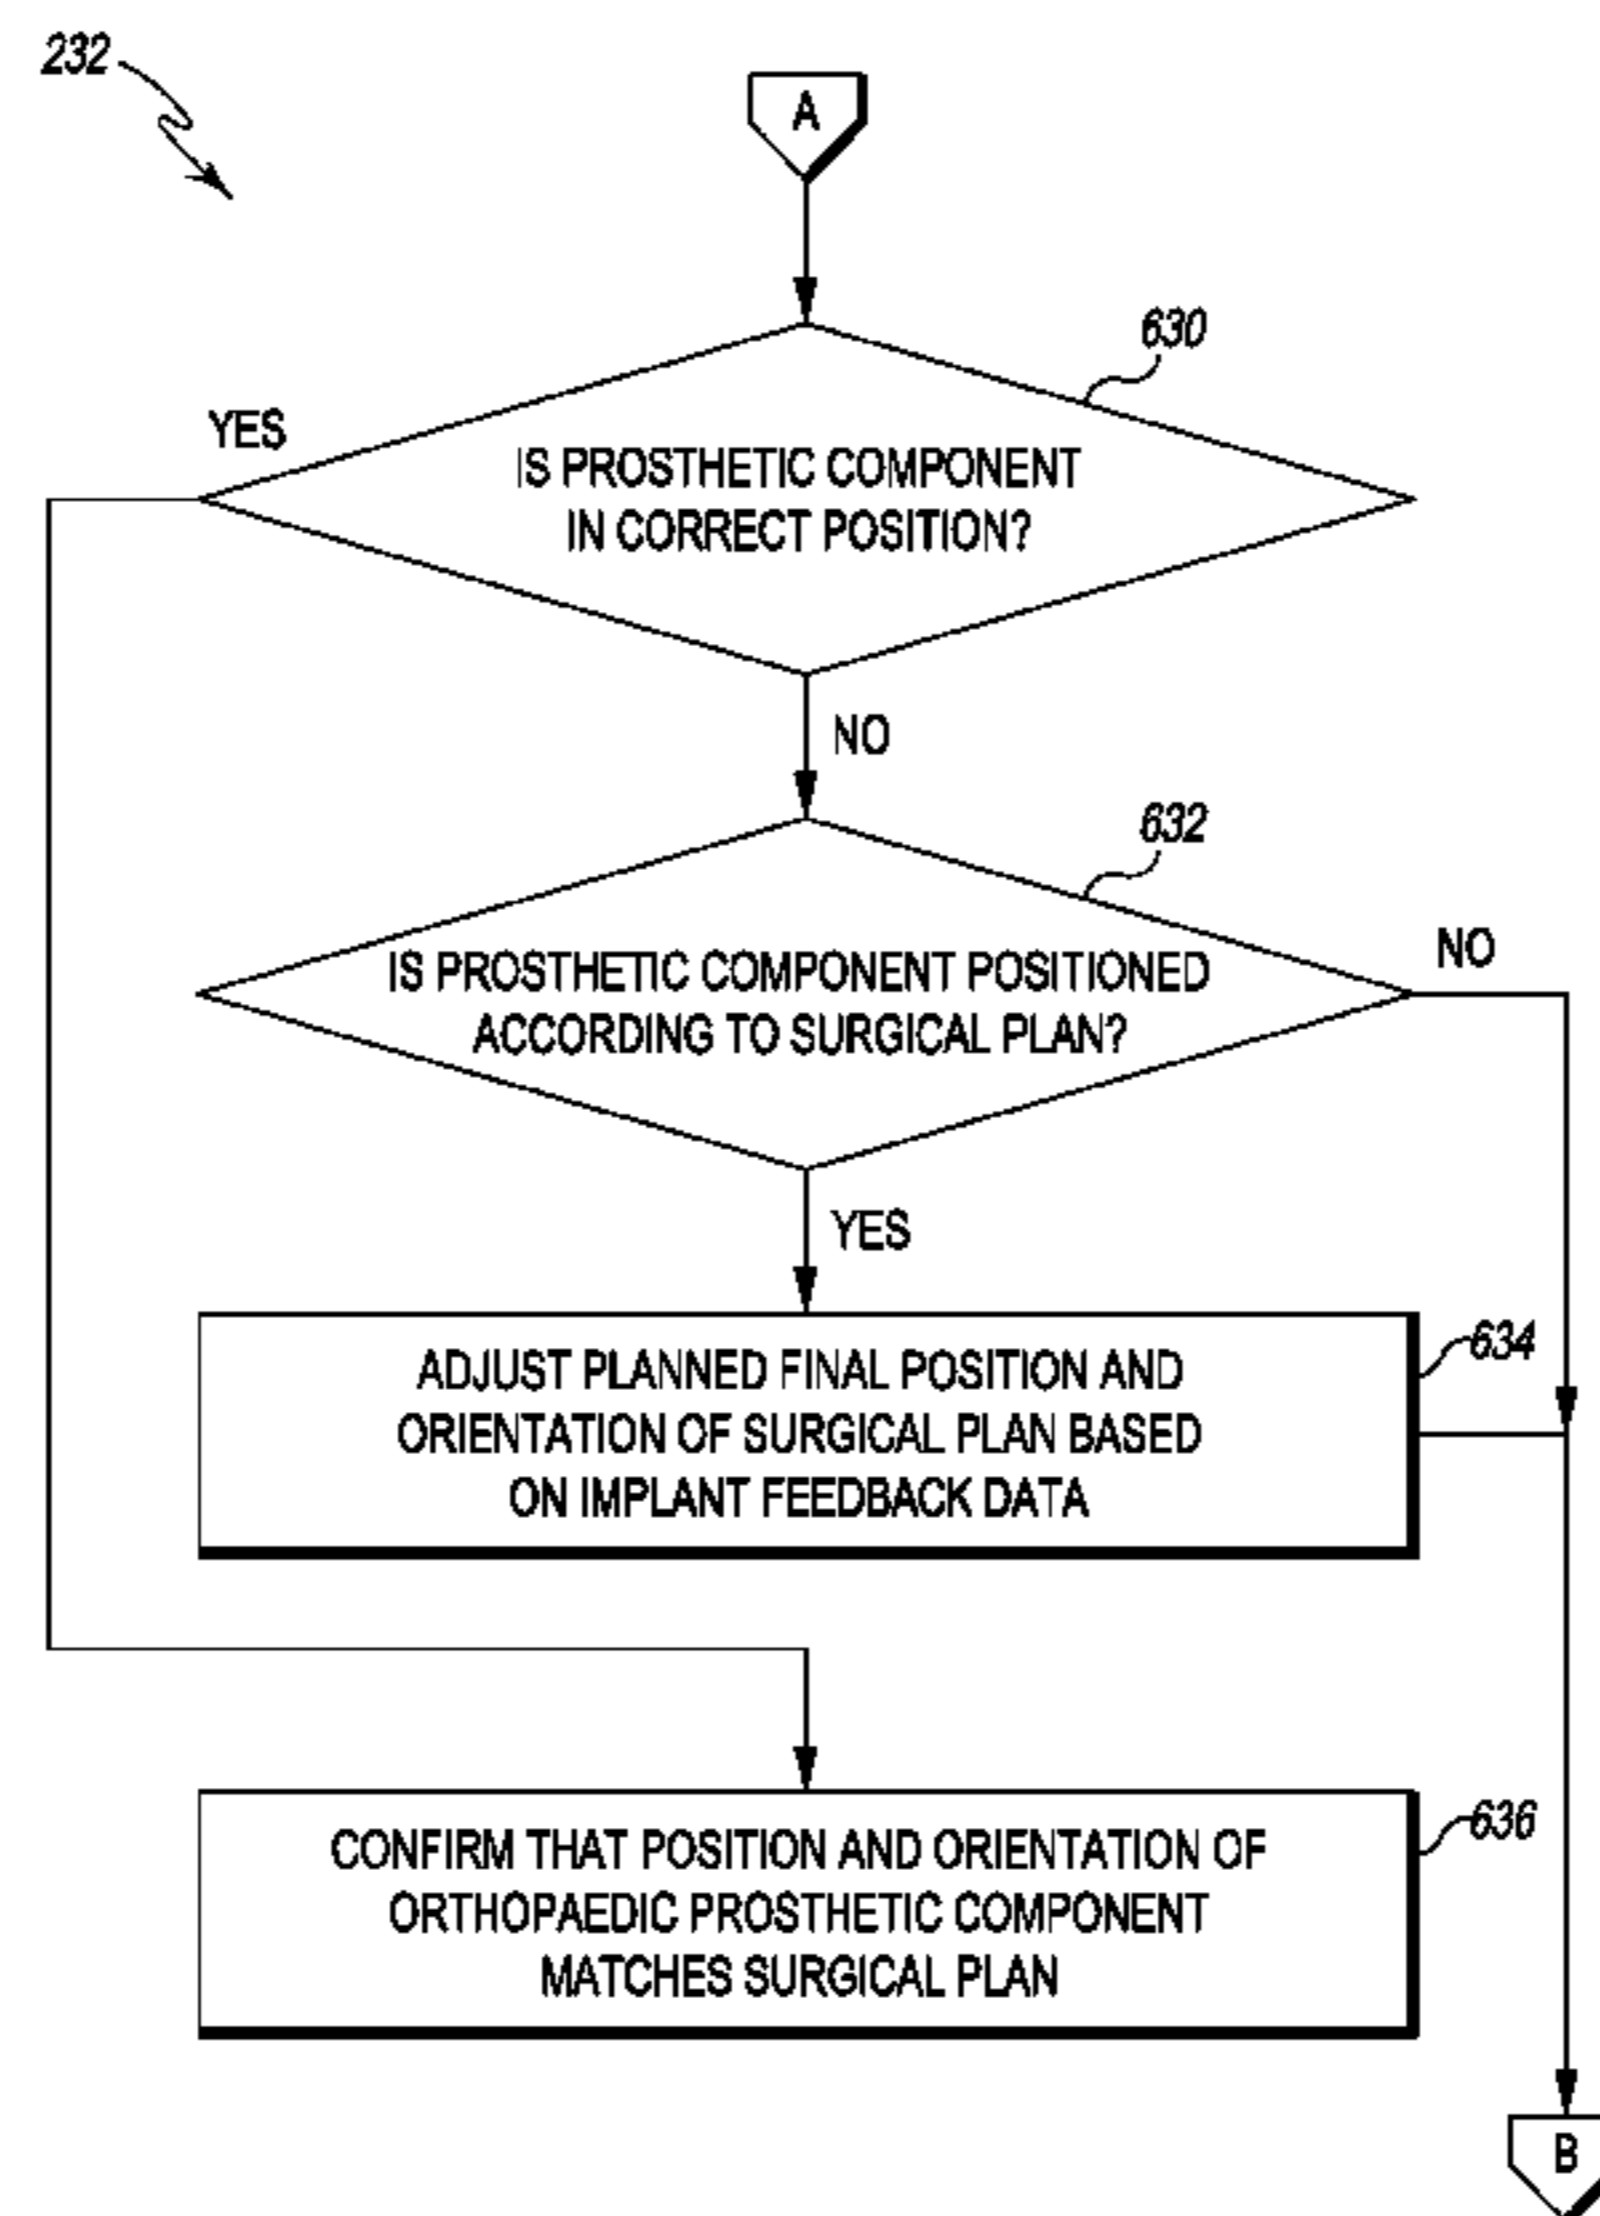 232
A
630
YES
IS PROSTHETIC COMPONENT
IN CORRECT POSITION?
NO
632
NO
IS PROSTHETIC COMPONENT POSITIONED
ACCORDING TO SURGICAL PLAN?
YES
634
ADJUST PLANNED FINAL POSITION AND
ORIENTATION OF SURGICAL PLAN BASED
ON IMPLANT FEEDBACK DATA
636
CONFIRM THAT POSITION AND ORIENTATION OF
ORTHOPAEDIC PROSTHETIC COMPONENT
MATCHES SURGICAL PLAN
B